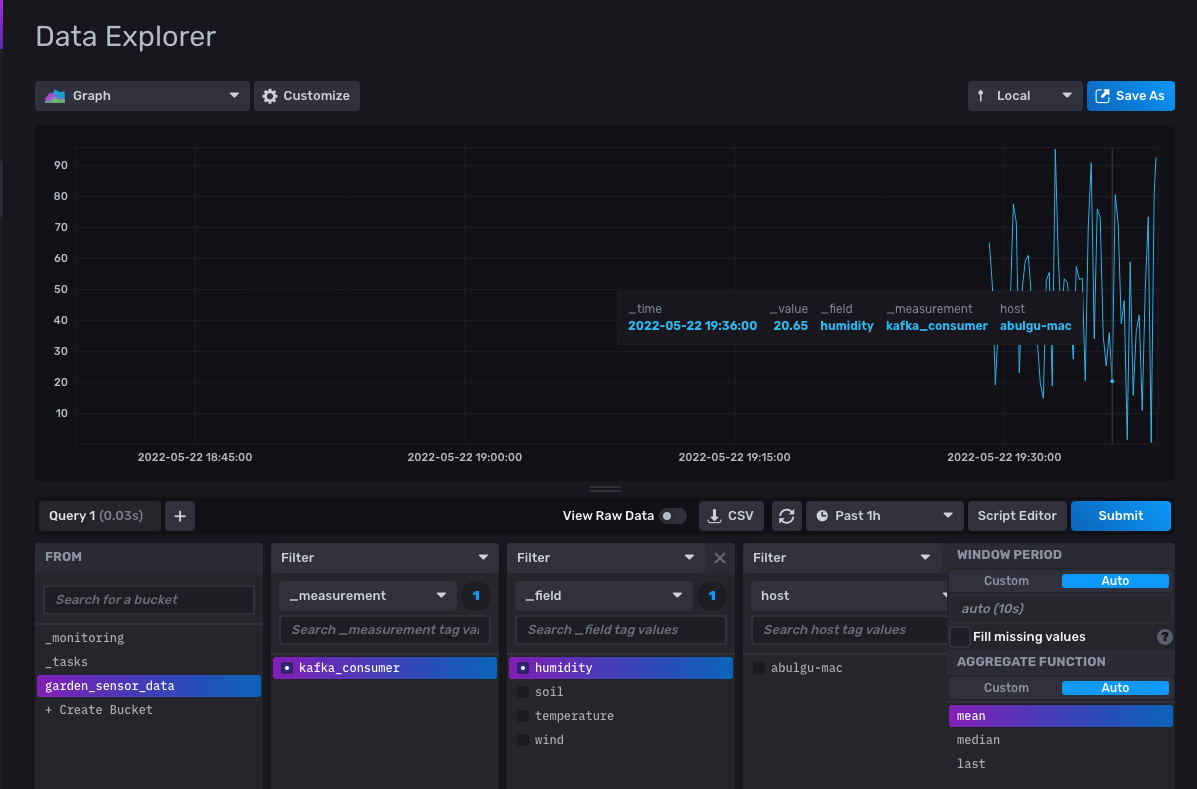 Data Explorer
Graph Customize Local Save As
90
80
70
60
50
40
30
20
10
_time _value _field _measurement host
2022-05-22 19:36:00 20.65 humidity kafka_consumer abulgu-mac
2022-05-22 18:45:00 2022-05-22 19:00:00 2022-05-22 19:15:00 2022-05-22 19:30:00
Query 1 (0.03s) + View Raw Data CSV Past 1h Script Editor Submit
FROM
Search for a bucket
_monitoring
_tasks
garden_sensor_data
+ Create Bucket
Filter
_measurement 1
Search _measurement tag val
kafka_consumer
Filter
_field 1
Search _field tag values
humidity
soil
temperature
wind
Filter
host
Search host tag values
abulgu-mac
WINDOW PERIOD
Custom Auto
auto (10s)
Fill missing values ?
AGGREGATE FUNCTION
Custom Auto
mean
median
last